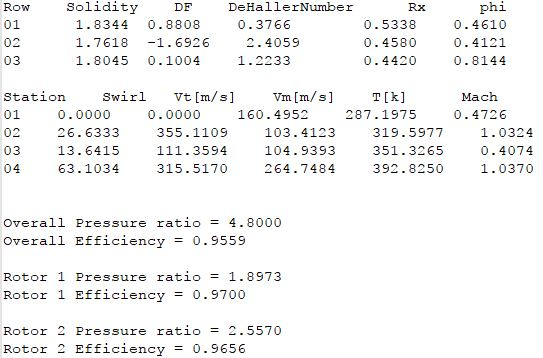 Row Solidity DF DeHallerNumber Rx phi
01 1.8344 0.8808 0.3766 0.5338 0.4610
02 1.7618 -1.6926 2.4059 0.4580 0.4121
03 1.8045 0.1004 1.2233 0.4420 0.8144
Station Swirl Vt[m/s] Vm[m/s] T[k] Mach
01 0.0000 0.0000 160.4952 287.1975 0.4726
02 26.6333 355.1109 103.4123 319.5977 1.0324
03 13.6415 111.3594 104.9393 351.3265 0.4074
04 63.1034 315.5170 264.7484 392.8250 1.0370
Overall Pressure ratio = 4.8000
Overall Efficiency = 0.9559
Rotor 1 Pressure ratio = 1.8973
Rotor 1 Efficiency = 0.9700
Rotor 2 Pressure ratio = 2.5570
Rotor 2 Efficiency = 0.9656